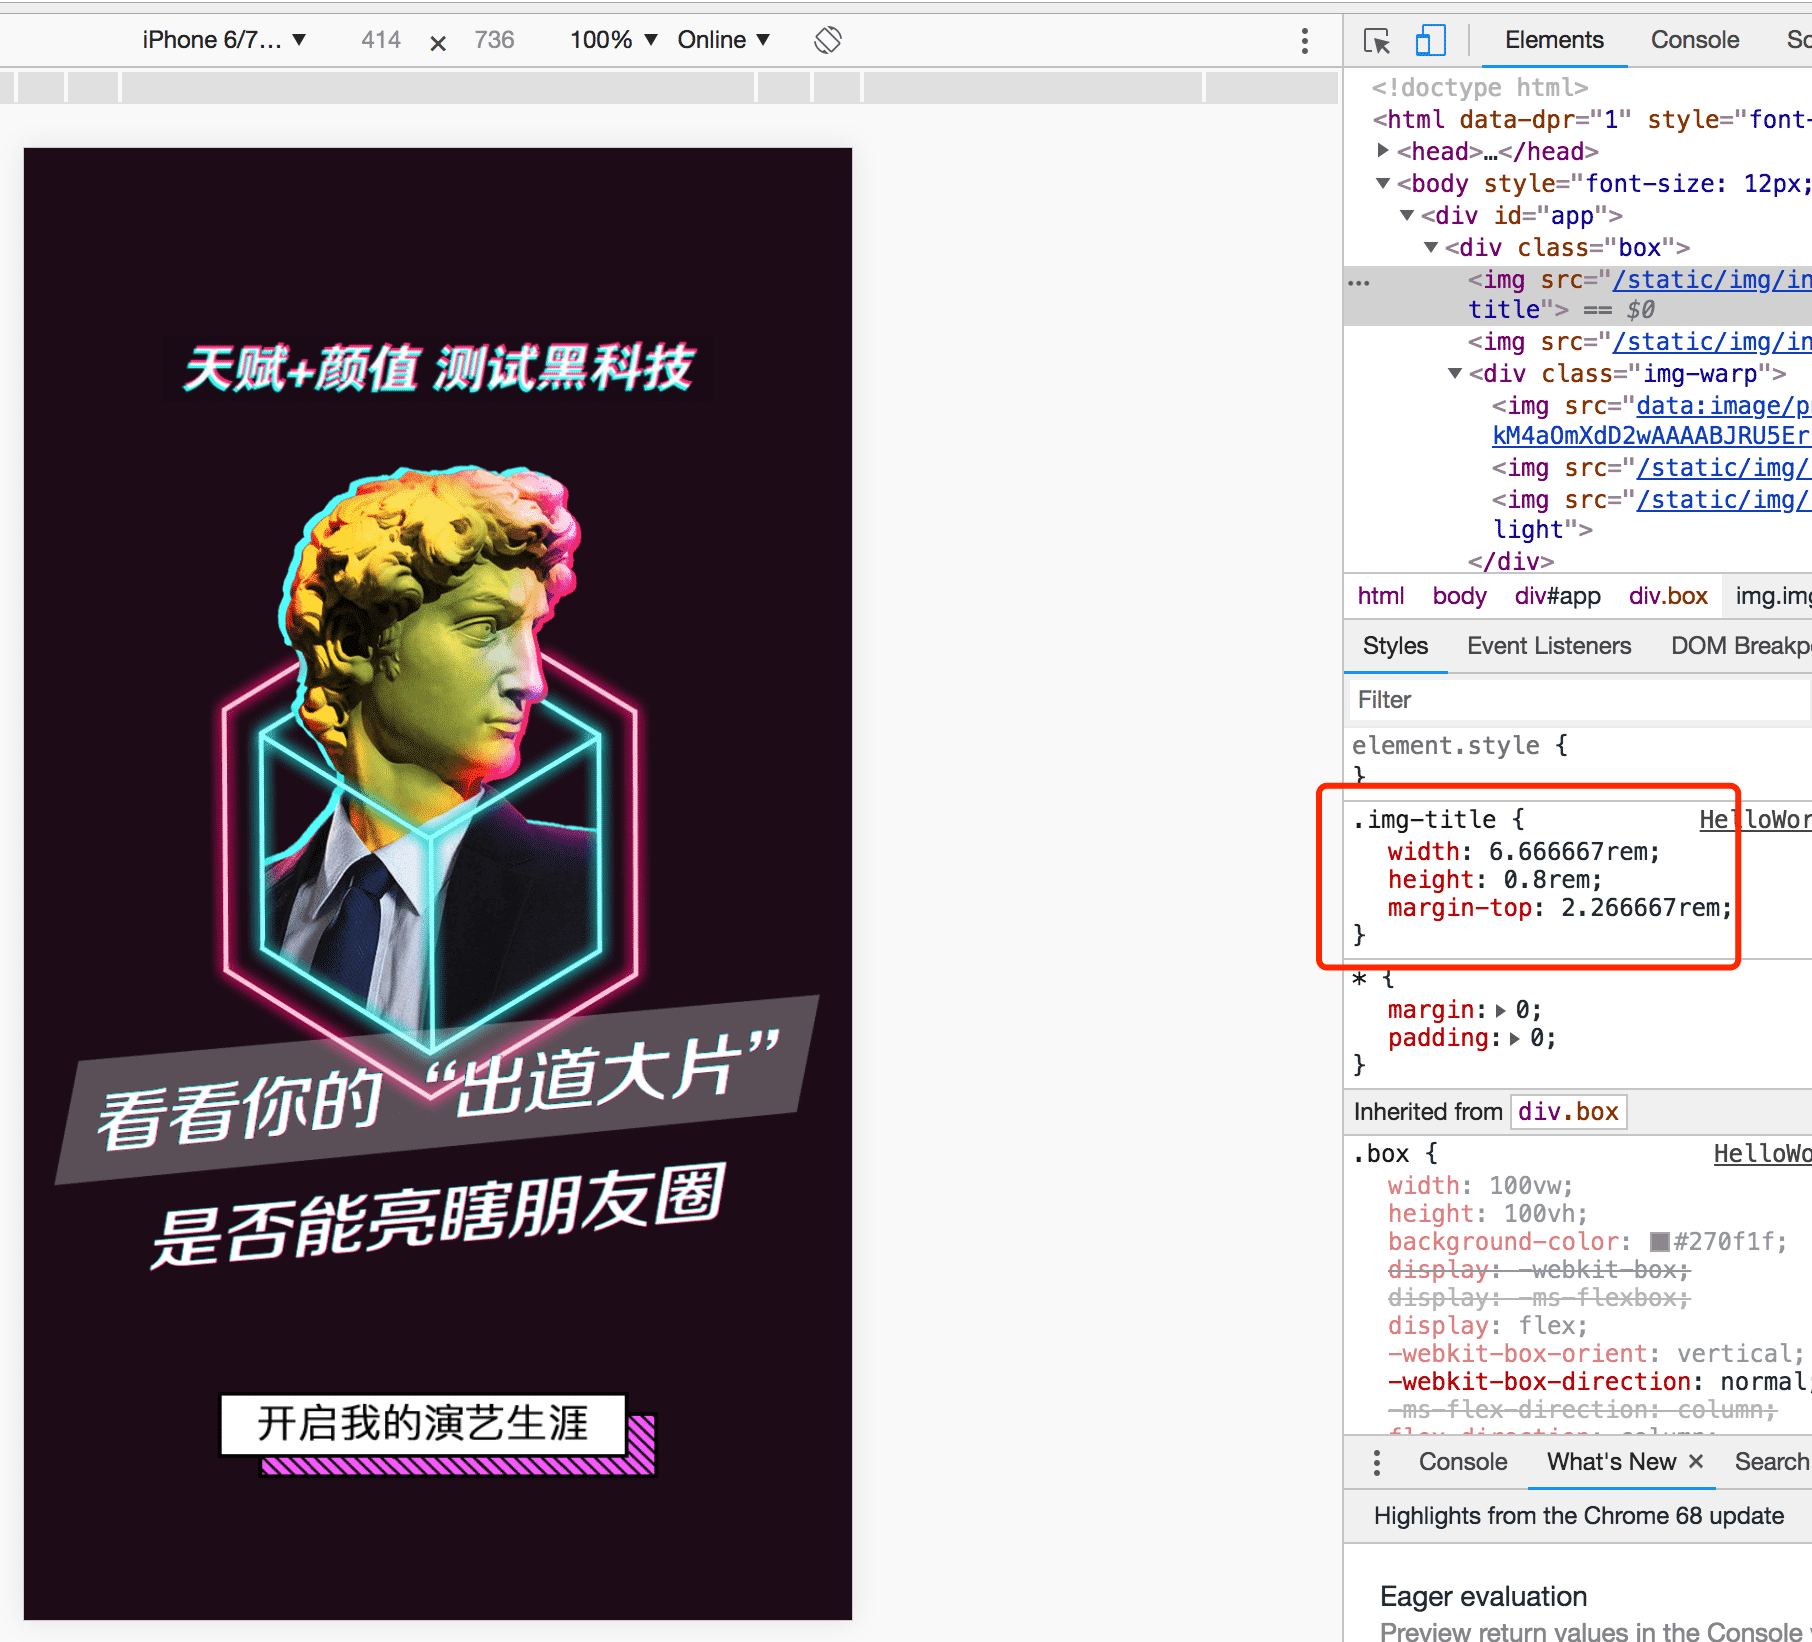 iPhone 6/7… ▼ 414 × 736 100% ▼ Online ▼
Elements Console
天赋+颜值 测试黑科技
看看你的 “出道大片”
是否能亮瞎朋友圈
开启我的演艺生涯
<!doctype html>
<html data-dpr="1" style="font-
<head>…</head>
<body style="font-size: 12px;
<div id="app">
<div class="box">
<img src="/static/img/in
title"> == $0
<img src="/static/img/in
<div class="img-warp">
<img src="data:image/p
kM4aOmXdD2wAAAABJRU5Er
<img src="/static/img/
<img src="/static/img/
light">
</div>
html body div#app div.box img.img
Styles Event Listeners DOM Breakp
Filter
element.style {
}
.img-title { HelloWor
width: 6.666667rem;
height: 0.8rem;
margin-top: 2.266667rem;
}
* {
margin: 0;
padding: 0;
}
Inherited from div.box
.box { HelloWo
width: 100vw;
height: 100vh;
background-color: #270f1f;
display: -webkit-box;
display: -ms-flexbox;
display: flex;
-webkit-box-orient: vertical;
-webkit-box-direction: normal;
-ms-flex-direction: column;
flex-direction: column;
Console What's New × Search
Highlights from the Chrome 68 update
Eager evaluation
Preview return values in the Console